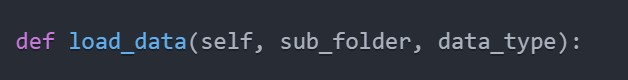 def load_data(self, sub_folder, data_type):